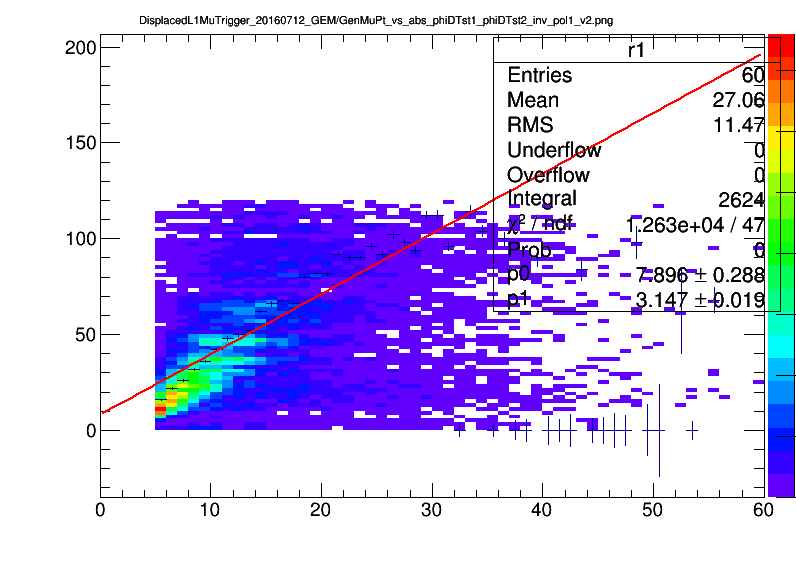 DisplacedL1MuTrigger_20160712_GEM/GenMuPt_vs_abs_phiDTst1_phiDTst2_inv_pol1_v2.png
r1
Entries 60
Mean 27.06
RMS 11.47
Underflow 0
Overflow 0
Integral 2624
χ² / ndf 1.263e+04 / 47
Prob 0
p0 7.896 ± 0.288
p1 3.147 ± 0.019
200
150
100
50
0
0 10 20 30 40 50 60